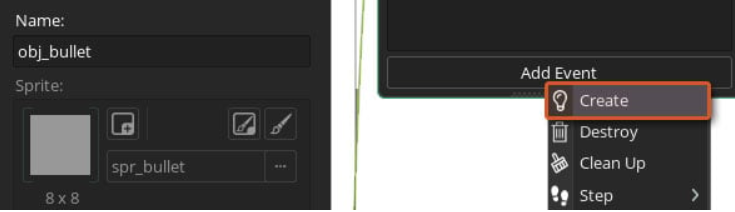 Name:
obj_bullet
Sprite:
spr_bullet
...
8 x 8
Add Event
Create
Destroy
Clean Up
Step